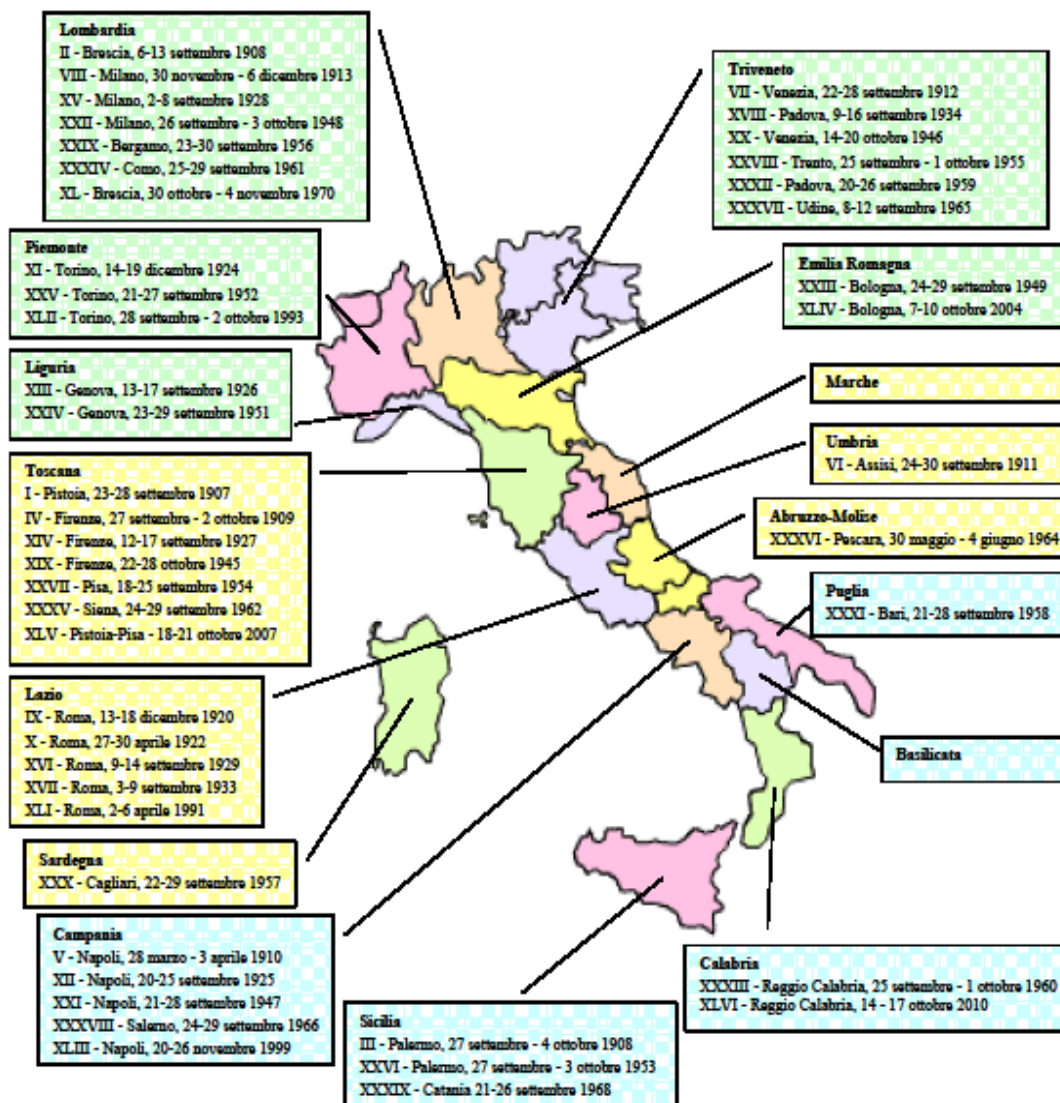 Lombardia
II - Brescia, 6-13 settembre 1908
VIII - Milano, 30 novembre - 6 dicembre 1913
XV - Milano, 2-8 settembre 1928
XXII - Milano, 26 settembre - 3 ottobre 1948
XXIX - Bergamo, 23-30 settembre 1956
XXXIV - Como, 25-29 settembre 1961
XL - Brescia, 30 ottobre - 4 novembre 1970
Triveneto
VII - Venezia, 22-28 settembre 1912
XVIII - Padova, 9-16 settembre 1934
XX - Venezia, 14-20 ottobre 1946
XXVIII - Trento, 25 settembre - 1 ottobre 1955
XXXII - Padova, 20-26 settembre 1959
XXXVII - Udine, 8-12 settembre 1965
Piemonte
XI - Torino, 14-19 dicembre 1924
XXV - Torino, 21-27 settembre 1952
XLII - Torino, 28 settembre - 2 ottobre 1993
Emilia Romagna
XXIII - Bologna, 24-29 settembre 1949
XLIV - Bologna, 7-10 ottobre 2004
Liguria
XIII - Genova, 13-17 settembre 1926
XXIV - Genova, 23-29 settembre 1951
Marche
Umbria
VI - Assisi, 24-30 settembre 1911
Toscana
I - Pistoia, 23-28 settembre 1907
IV - Firenze, 27 settembre - 2 ottobre 1909
XIV - Firenze, 12-17 settembre 1927
XIX - Firenze, 22-28 ottobre 1945
XXVII - Pisa, 18-25 settembre 1954
XXXV - Siena, 24-29 settembre 1962
XLV - Pistoia-Pisa - 18-21 ottobre 2007
Abruzzo-Molise
XXXVI - Pescara, 30 maggio - 4 giugno 1964
Puglia
XXXI - Bari, 21-28 settembre 1958
Lazio
IX - Roma, 13-18 dicembre 1920
X - Roma, 27-30 aprile 1922
XVI - Roma, 9-14 settembre 1929
XVII - Roma, 3-9 settembre 1933
XLI - Roma, 2-6 aprile 1991
Basilicata
Sardegna
XXX - Cagliari, 22-29 settembre 1957
Campania
V - Napoli, 28 marzo - 3 aprile 1910
XII - Napoli, 20-25 settembre 1925
XXI - Napoli, 21-28 settembre 1947
XXXVIII - Salerno, 24-29 settembre 1966
XLIII - Napoli, 20-26 novembre 1999
Calabria
XXXIII - Reggio Calabria, 25 settembre - 1 ottobre 1960
XLVI - Reggio Calabria, 14 - 17 ottobre 2010
Sicilia
III - Palermo, 27 settembre - 4 ottobre 1908
XXVI - Palermo, 27 settembre - 3 ottobre 1953
XXXIX - Catania 21-26 settembre 1968